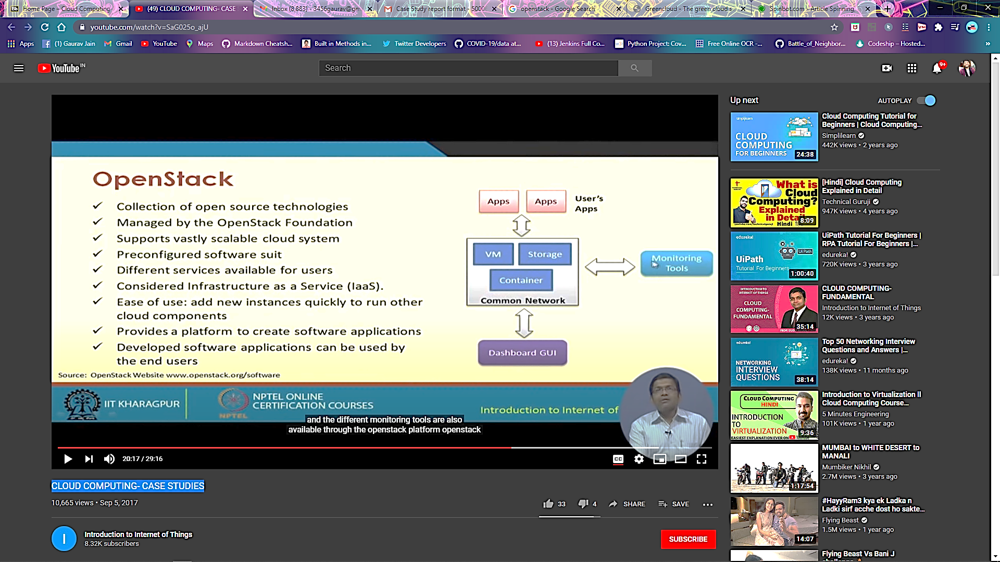 Home Page – Cloud Computing-
(49) CLOUD COMPUTING- CASE
Inbox (8,883) - 3456gaurav@gm
Case Study report format - 5000
openstack - Google Search
Greencloud - The green cloud s
Spinbot.com - Article Spinning,
youtube.com/watch?v=SaG025o_ajU
Apps
(1) Gaurav Jain
Gmail
YouTube
Maps
Markdown Cheatsh...
Built in Methods in...
Twitter Developers
COVID-19/data at...
(13) Jenkins Full Co...
Python Project: Cov...
Free Online OCR -...
Battle_of_Neighbor...
Codeship – Hosted...
YouTube IN
Search
9+
OpenStack
Collection of open source technologies
Managed by the OpenStack Foundation
Supports vastly scalable cloud system
Preconfigured software suit
Different services available for users
Considered Infrastructure as a Service (IaaS).
Ease of use: add new instances quickly to run other
cloud components
Provides a platform to create software applications
Developed software applications can be used by
the end users
Source: OpenStack Website www.openstack.org/software
Apps
Apps
User's
Apps
VM
Storage
Container
Common Network
Monitoring
Tools
Dashboard GUI
IIT KHARAGPUR
NPTEL
NPTEL ONLINE
CERTIFICATION COURSES
Introduction to Internet of
and the different monitoring tools are also
available through the openstack platform openstack
20:17 / 29:16
CC
CLOUD COMPUTING- CASE STUDIES
10,665 views • Sep 5, 2017
33
4
SHARE
SAVE
I
Introduction to Internet of Things
8.32K subscribers
SUBSCRIBE
Up next
AUTOPLAY
simplilearn
CLOUD
COMPUTING
FOR BEGINNERS
24:38
Cloud Computing Tutorial for
Beginners | Cloud Computing...
Simplilearn
442K views • 2 years ago
What is
Cloud
Computing?
Explained
in Detail
Hindi
8:09
[Hindi] Cloud Computing
Explained in Detail
Technical Guruji
947K views • 4 years ago
edureka!
UiPath
Tutorial For Beginners
UiPath
1:00:40
UiPath Tutorial For Beginners |
RPA Tutorial For Beginners |...
edureka!
720K views • 3 years ago
INTRODUCTION TO
INTERNET OF THINGS
CLOUD
COMPUTING-
FUNDAMENTAL
35:14
CLOUD COMPUTING-
FUNDAMENTAL
Introduction to Internet of Things
12K views • 3 years ago
edureka!
NETWORKING
INTERVIEW
QUESTIONS
38:14
Top 50 Networking Interview
Questions and Answers |...
edureka!
138K views • 11 months ago
CLOUD COMPUTING
HINDI
INTRODUCTION
TO
VIRTUALIZATION
EASIEST EXPLANATION EVER ON YouTube
9:36
Introduction to Virtualization ll
Cloud Computing Course...
5 Minutes Engineering
101K views • 1 year ago
1:17:54
MUMBAI to WHITE DESERT to
MANALI
Mumbiker Nikhil
2.7M views • 3 years ago
14:07
#HayyRam3 kya ek Ladka n
Ladki sirf acche dost ho sakte...
Flying Beast
1.5M views • 1 year ago
Flying Beast Vs Bani J